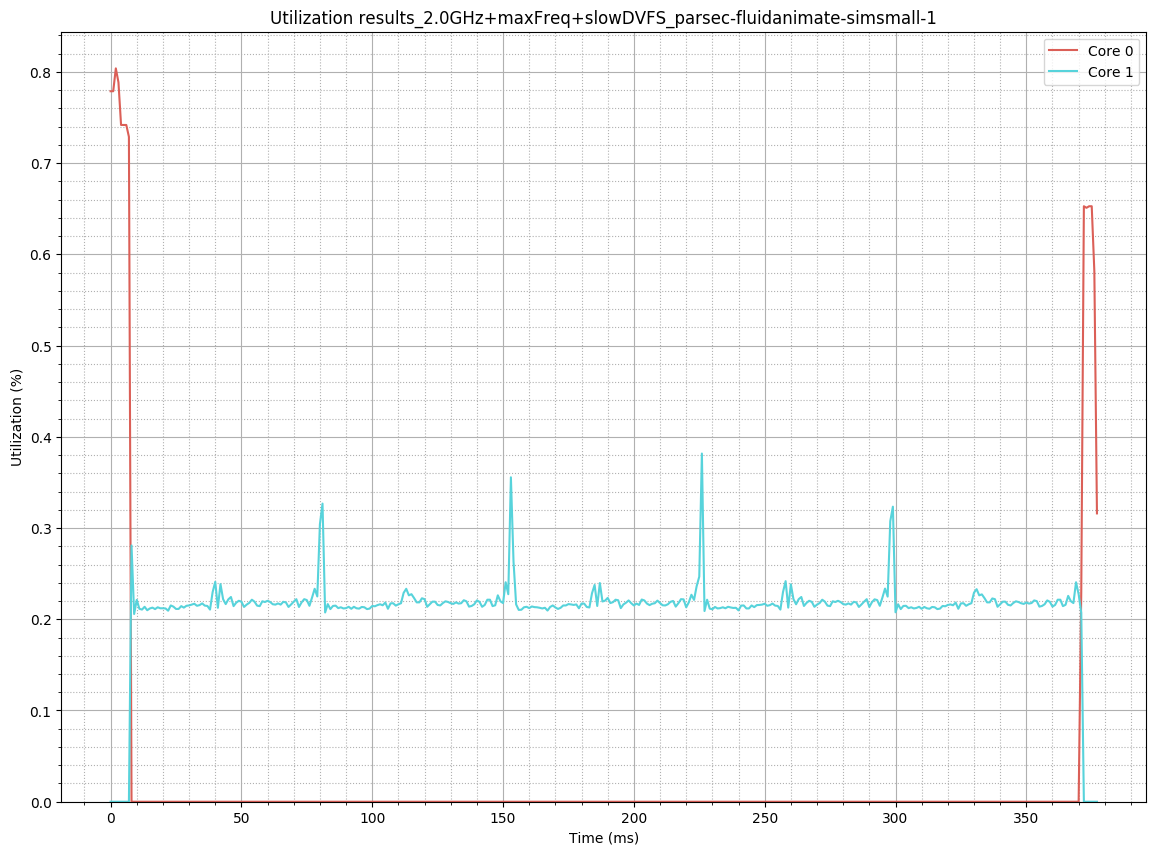 Utilization results_2.0GHz+maxFreq+slowDVFS_parsec-fluidanimate-simsmall-1
Core 0
Core 1
Utilization (%)
0.8
0.7
0.6
0.5
0.4
0.3
0.2
0.1
0.0
0 50 100 150 200 250 300 350
Time (ms)